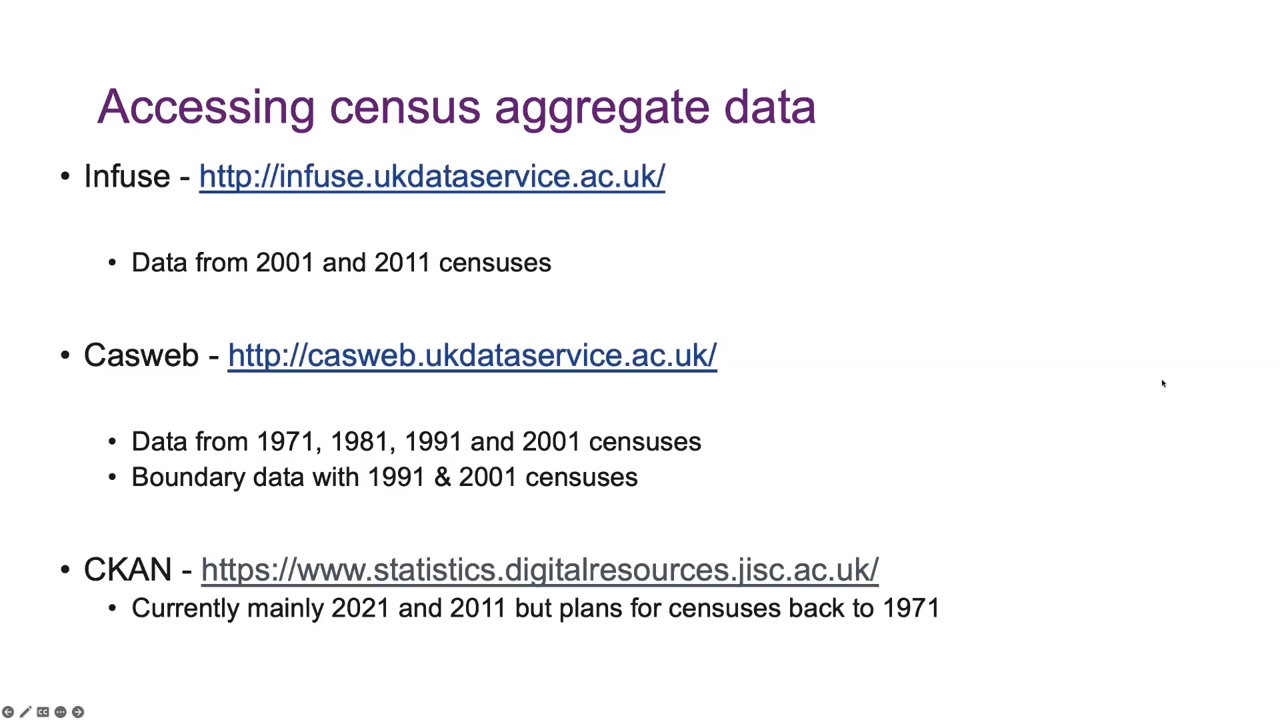 Accessing census aggregate data
• Infuse - http://infuse.ukdataservice.ac.uk/
• Data from 2001 and 2011 censuses
• Casweb - http://casweb.ukdataservice.ac.uk/
• Data from 1971, 1981, 1991 and 2001 censuses
• Boundary data with 1991 & 2001 censuses
• CKAN - https://www.statistics.digitalresources.jisc.ac.uk/
• Currently mainly 2021 and 2011 but plans for censuses back to 1971
CC